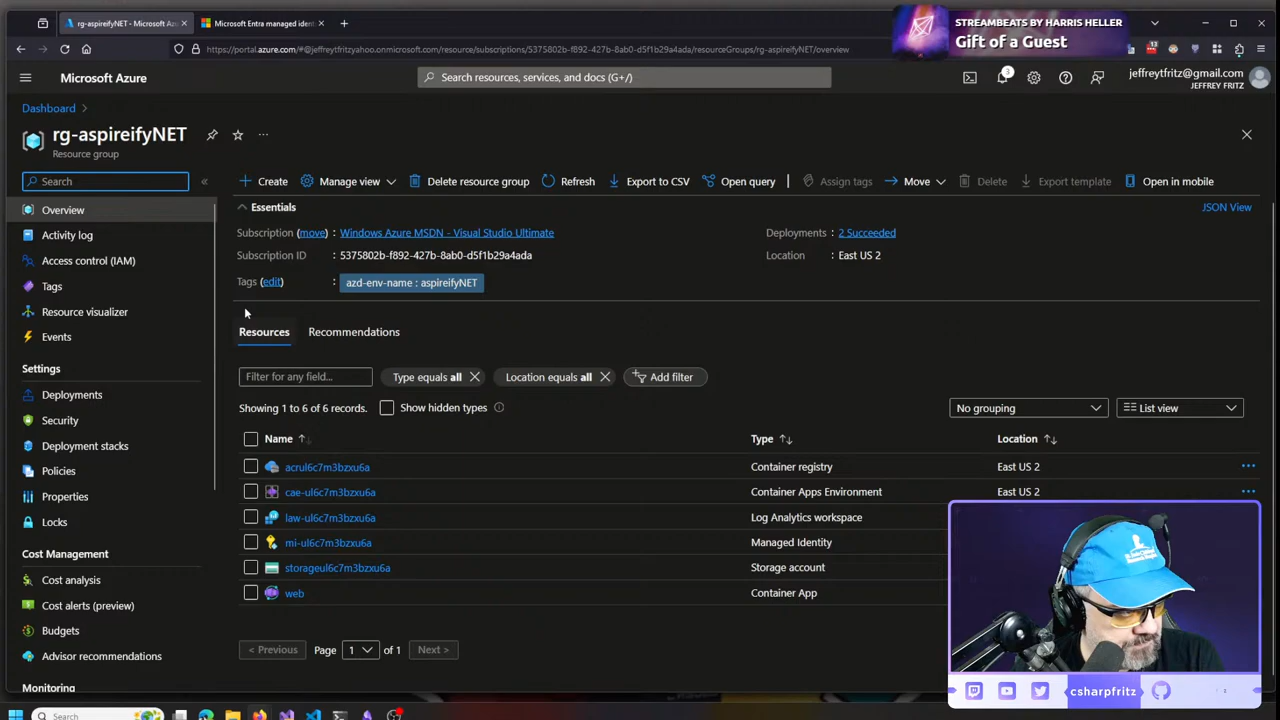 rg-aspireifyNET - Microsoft Az
Microsoft Entra managed identit
STREAMBEATS BY HARRIS HELLER
Gift of a Guest
https://portal.azure.com/#@jeffreytfritzyahoo.onmicrosoft.com/resource/subscriptions/5375802b-f892-427b-8ab0-d5f1b29a4ada/resourceGroups/rg-aspireifyNET/overview
Microsoft Azure
Search resources, services, and docs (G+/)
3
jeffreytfritz@gmail.com
JEFFREY FRITZ
Dashboard
rg-aspireifyNET
Resource group
Search
Create
Manage view
Delete resource group
Refresh
Export to CSV
Open query
Assign tags
Move
Delete
Export template
Open in mobile
Overview
Activity log
Access control (IAM)
Tags
Resource visualizer
Events
Settings
Deployments
Security
Deployment stacks
Policies
Properties
Locks
Cost Management
Cost analysis
Cost alerts (preview)
Budgets
Advisor recommendations
Monitoring
Essentials
JSON View
Subscription (move) : Windows Azure MSDN - Visual Studio Ultimate
Deployments : 2 Succeeded
Subscription ID : 5375802b-f892-427b-8ab0-d5f1b29a4ada
Location : East US 2
Tags (edit) : azd-env-name : aspireifyNET
Resources
Recommendations
Filter for any field...
Type equals all
Location equals all
Add filter
Showing 1 to 6 of 6 records.
Show hidden types
No grouping
List view
Name
Type
Location
acrul6c7m3bzxu6a Container registry East US 2
cae-ul6c7m3bzxu6a Container Apps Environment East US 2
law-ul6c7m3bzxu6a Log Analytics workspace
mi-ul6c7m3bzxu6a Managed Identity
storageul6c7m3bzxu6a Storage account
web Container App
< Previous
Page 1 of 1
Next >
csharpfritz
Search